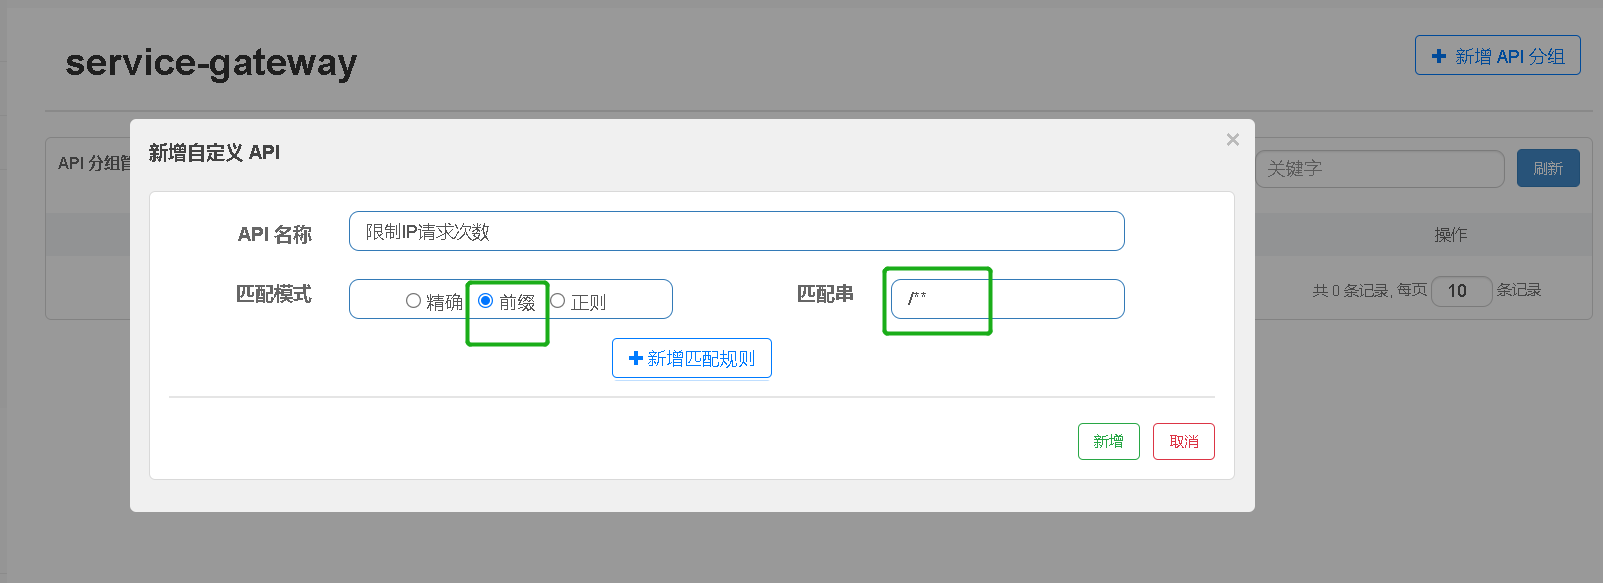 service-gateway
新增 API 分组
新增自定义 API
×
API 分组管
关键字
刷新
API 名称
限制IP请求次数
操作
匹配模式
精确
前缀
正则
匹配串
/**
共 0 条记录, 每页 10 条记录
新增匹配规则
新增
取消